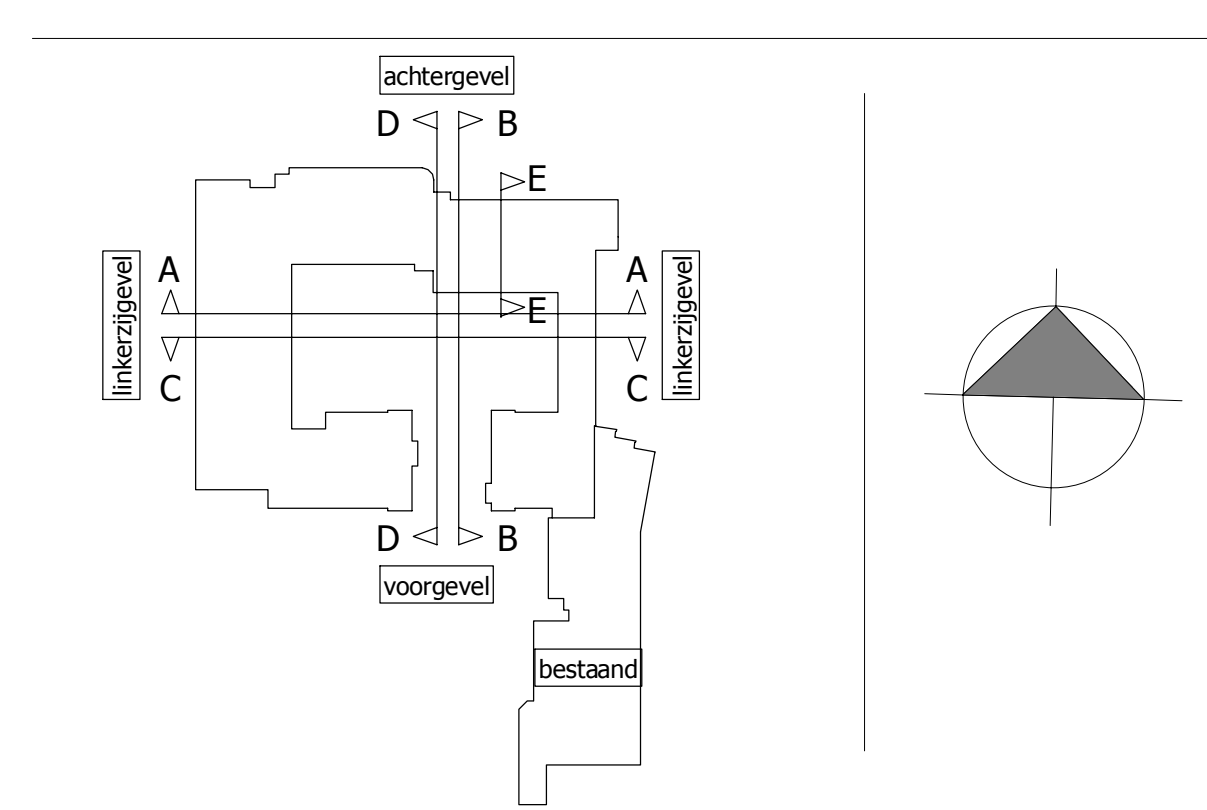 achtergevel
D B
E
linkerzijgevel
A A
linkerzijgevel
E
C C
D B
voorgevel
bestaand